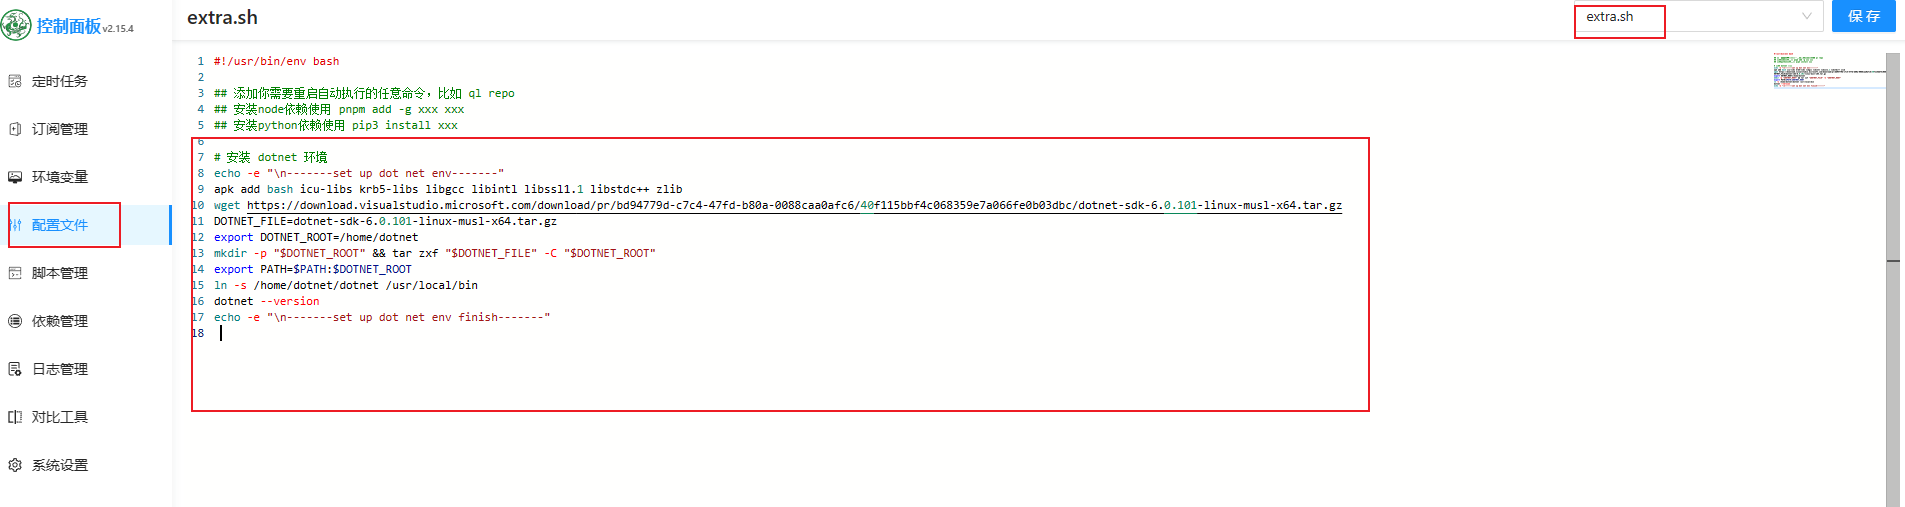 控制面板 v2.15.4
定时任务
订阅管理
环境变量
配置文件
脚本管理
依赖管理
日志管理
对比工具
系统设置
extra.sh
extra.sh
保 存
1 #!/usr/bin/env bash
2
3 ## 添加你需要重启自动执行的任意命令，比如 ql repo
4 ## 安装node依赖使用 pnpm add -g xxx xxx
5 ## 安装python依赖使用 pip3 install xxx
6
7 # 安装 dotnet 环境
8 echo -e "\n-------set up dot net env-------"
9 apk add bash icu-libs krb5-libs libgcc libintl libssl1.1 libstdc++ zlib
10 wget https://download.visualstudio.microsoft.com/download/pr/bd94779d-c7c4-47fd-b80a-0088caa0afc6/40f115bbf4c068359e7a066fe0b03dbc/dotnet-sdk-6.0.101-linux-musl-x64.tar.gz
11 DOTNET_FILE=dotnet-sdk-6.0.101-linux-musl-x64.tar.gz
12 export DOTNET_ROOT=/home/dotnet
13 mkdir -p "$DOTNET_ROOT" && tar zxf "$DOTNET_FILE" -C "$DOTNET_ROOT"
14 export PATH=$PATH:$DOTNET_ROOT
15 ln -s /home/dotnet/dotnet /usr/local/bin
16 dotnet --version
17 echo -e "\n-------set up dot net env finish-------"
18